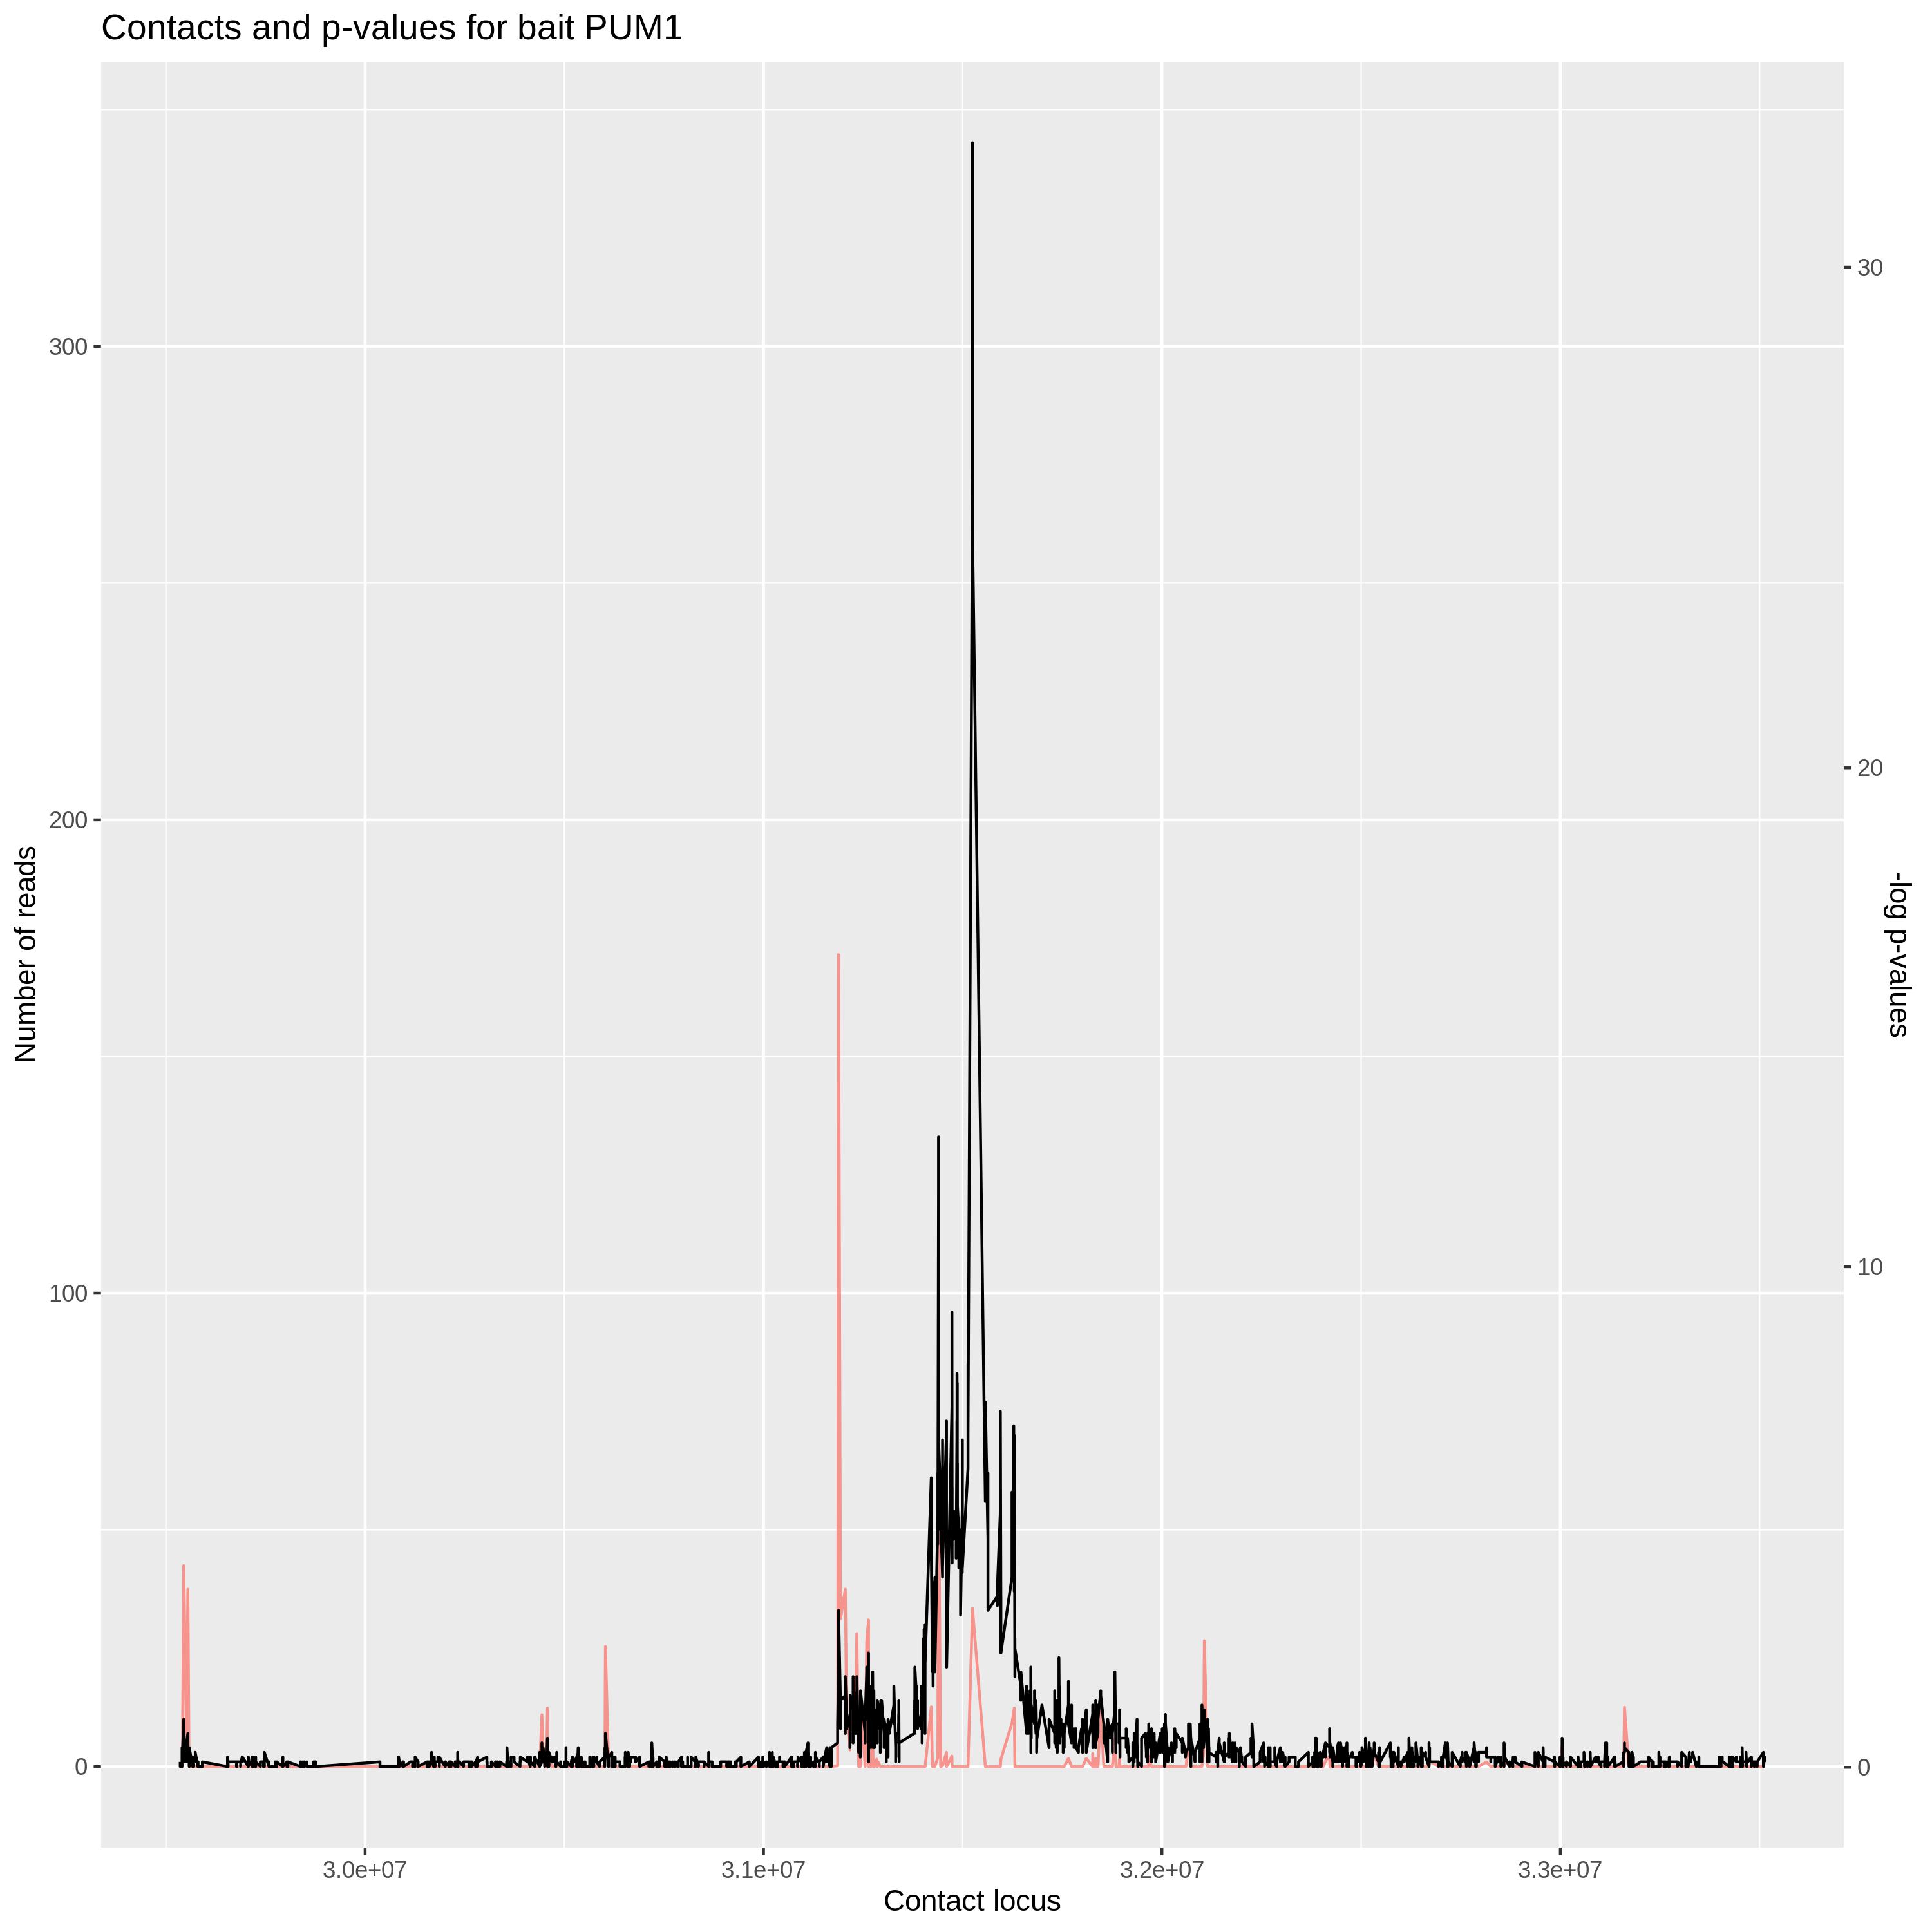 Contacts and p-values for bait PUM1
300
200
100
0
Number of reads
30
20
10
0
-log p-values
3.0e+07
3.1e+07
3.2e+07
3.3e+07
Contact locus